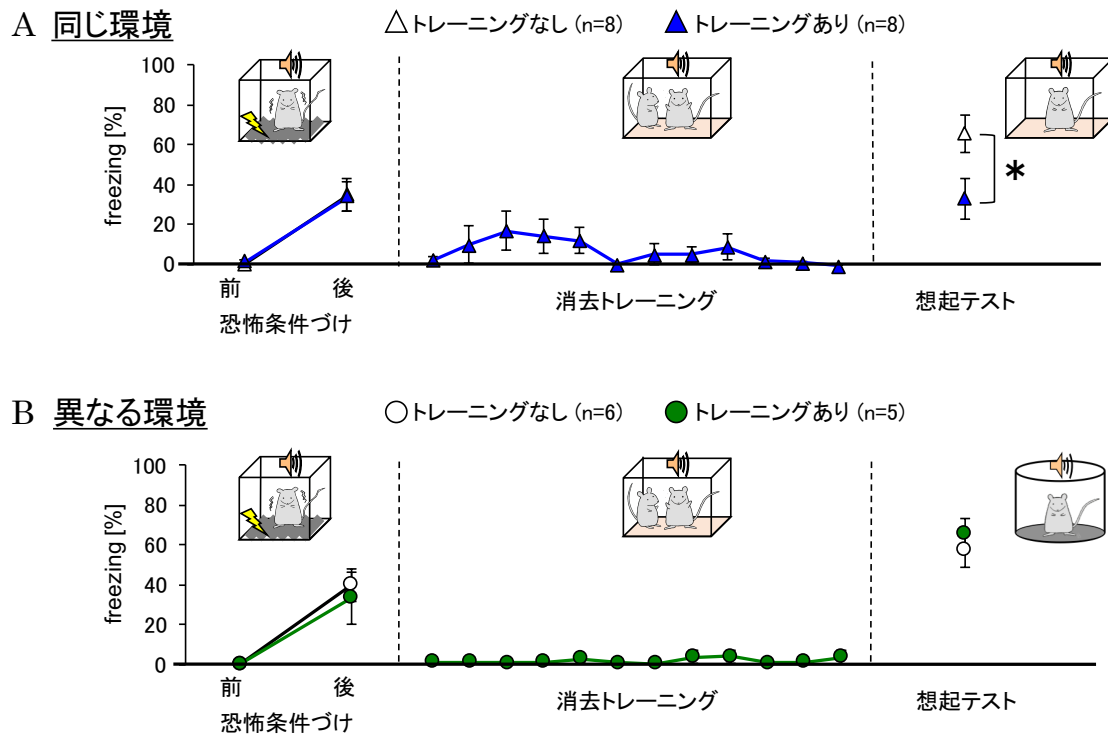 A 同じ環境
△トレーニングなし (n=8) ▲トレーニングあり (n=8)
freezing [%]
100
80
60
40
20
0
*
前 後
恐怖条件づけ
消去トレーニング
想起テスト
B 異なる環境
○トレーニングなし (n=6) ●トレーニングあり (n=5)
freezing [%]
100
80
60
40
20
0
前 後
恐怖条件づけ
消去トレーニング
想起テスト